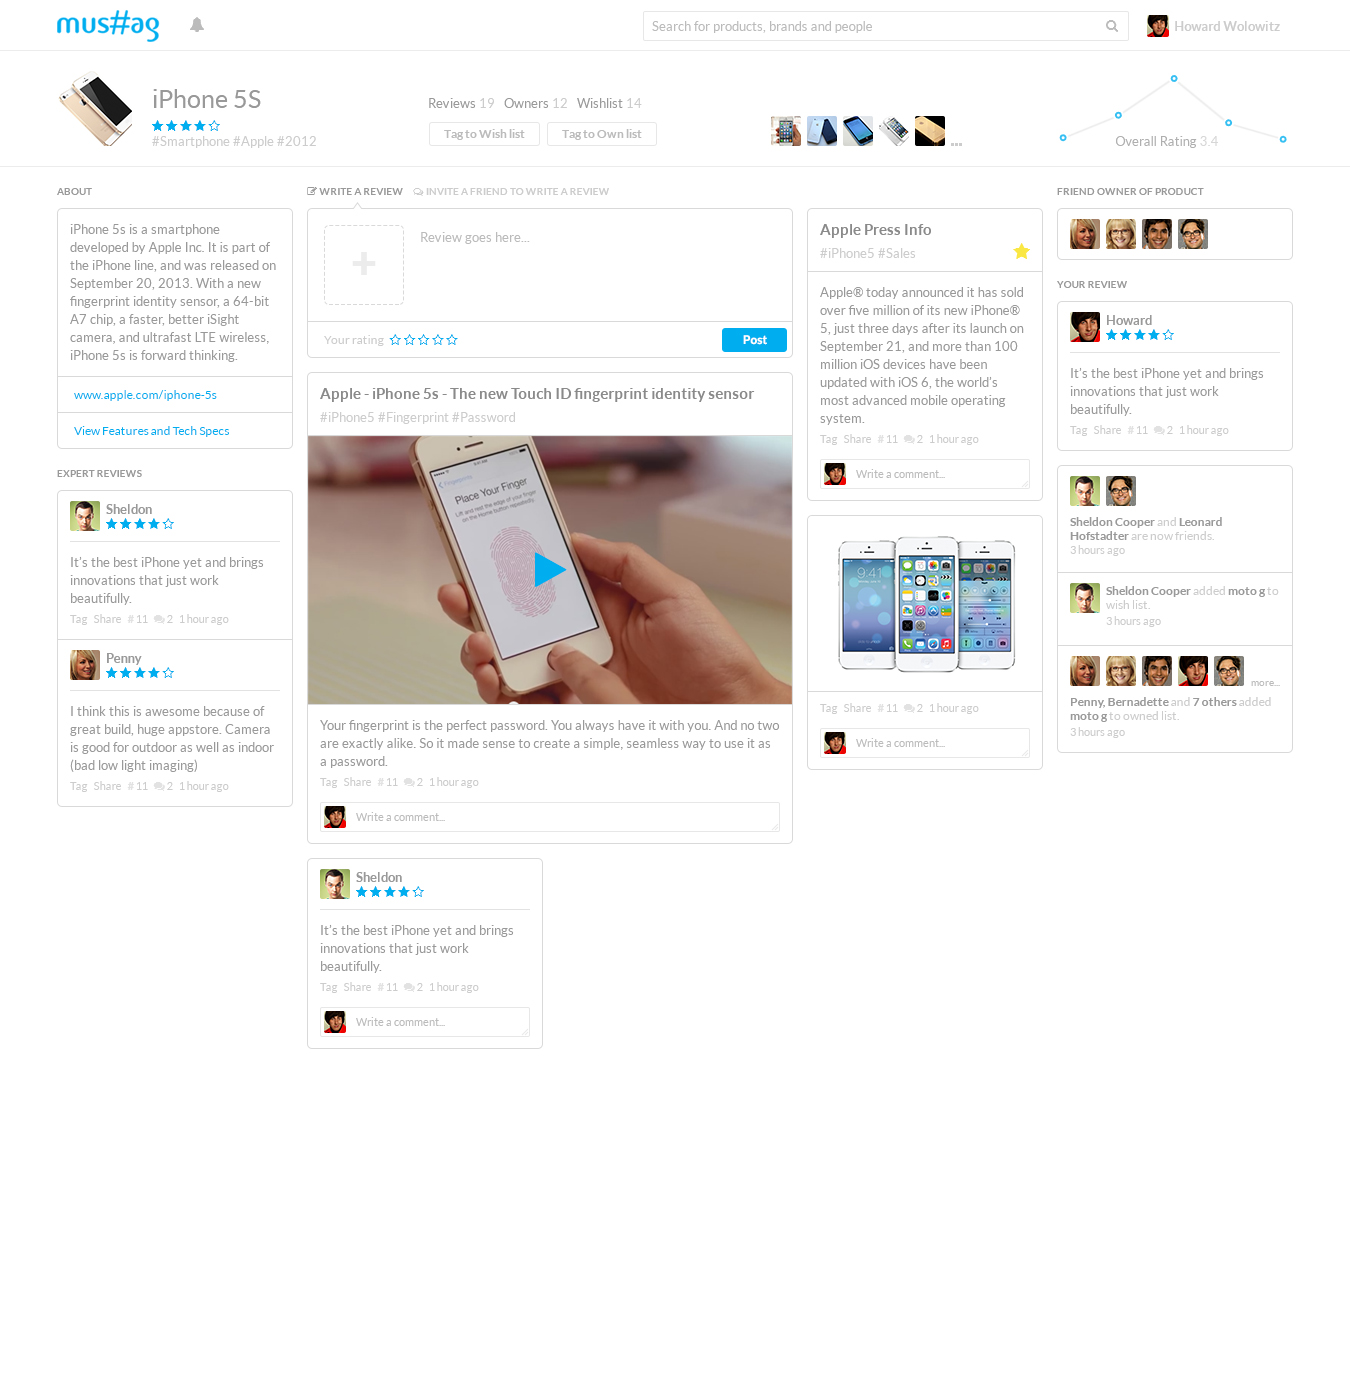 mus#ag
Search for products, brands and people
Howard Wolowitz
iPhone 5S
#Smartphone #Apple #2012
Reviews 19 Owners 12 Wishlist 14
Tag to Wish list
Tag to Own list
...
Overall Rating 3.4
ABOUT
iPhone 5s is a smartphone
developed by Apple Inc. It is part of
the iPhone line, and was released on
September 20, 2013. With a new
fingerprint identity sensor, a 64-bit
A7 chip, a faster, better iSight
camera, and ultrafast LTE wireless,
iPhone 5s is forward thinking.
www.apple.com/iphone-5s
View Features and Tech Specs
EXPERT REVIEWS
Sheldon
It's the best iPhone yet and brings
innovations that just work
beautifully.
Tag Share # 11 2 1 hour ago
Penny
I think this is awesome because of
great build, huge appstore. Camera
is good for outdoor as well as indoor
(bad low light imaging)
Tag Share # 11 2 1 hour ago
WRITE A REVIEW
INVITE A FRIEND TO WRITE A REVIEW
Review goes here...
Your rating
Post
Apple - iPhone 5s - The new Touch ID fingerprint identity sensor
#iPhone5 #Fingerprint #Password
Fingerprints
Place Your Finger
Lift and rest the edge of your finger
on the Home button repeatedly.
Your fingerprint is the perfect password. You always have it with you. And no two
are exactly alike. So it made sense to create a simple, seamless way to use it as
a password.
Tag Share # 11 2 1 hour ago
Write a comment...
Sheldon
It's the best iPhone yet and brings
innovations that just work
beautifully.
Tag Share # 11 2 1 hour ago
Write a comment...
Apple Press Info
#iPhone5 #Sales
Apple® today announced it has sold
over five million of its new iPhone®
5, just three days after its launch on
September 21, and more than 100
million iOS devices have been
updated with iOS 6, the world's
most advanced mobile operating
system.
Tag Share # 11 2 1 hour ago
Write a comment...
9:41
Tag Share # 11 2 1 hour ago
Write a comment...
FRIEND OWNER OF PRODUCT
YOUR REVIEW
Howard
It's the best iPhone yet and brings
innovations that just work
beautifully.
Tag Share # 11 2 1 hour ago
Sheldon Cooper and Leonard
Hofstadter are now friends.
3 hours ago
Sheldon Cooper added moto g to
wish list.
3 hours ago
more...
Penny, Bernadette and 7 others added
moto g to owned list.
3 hours ago